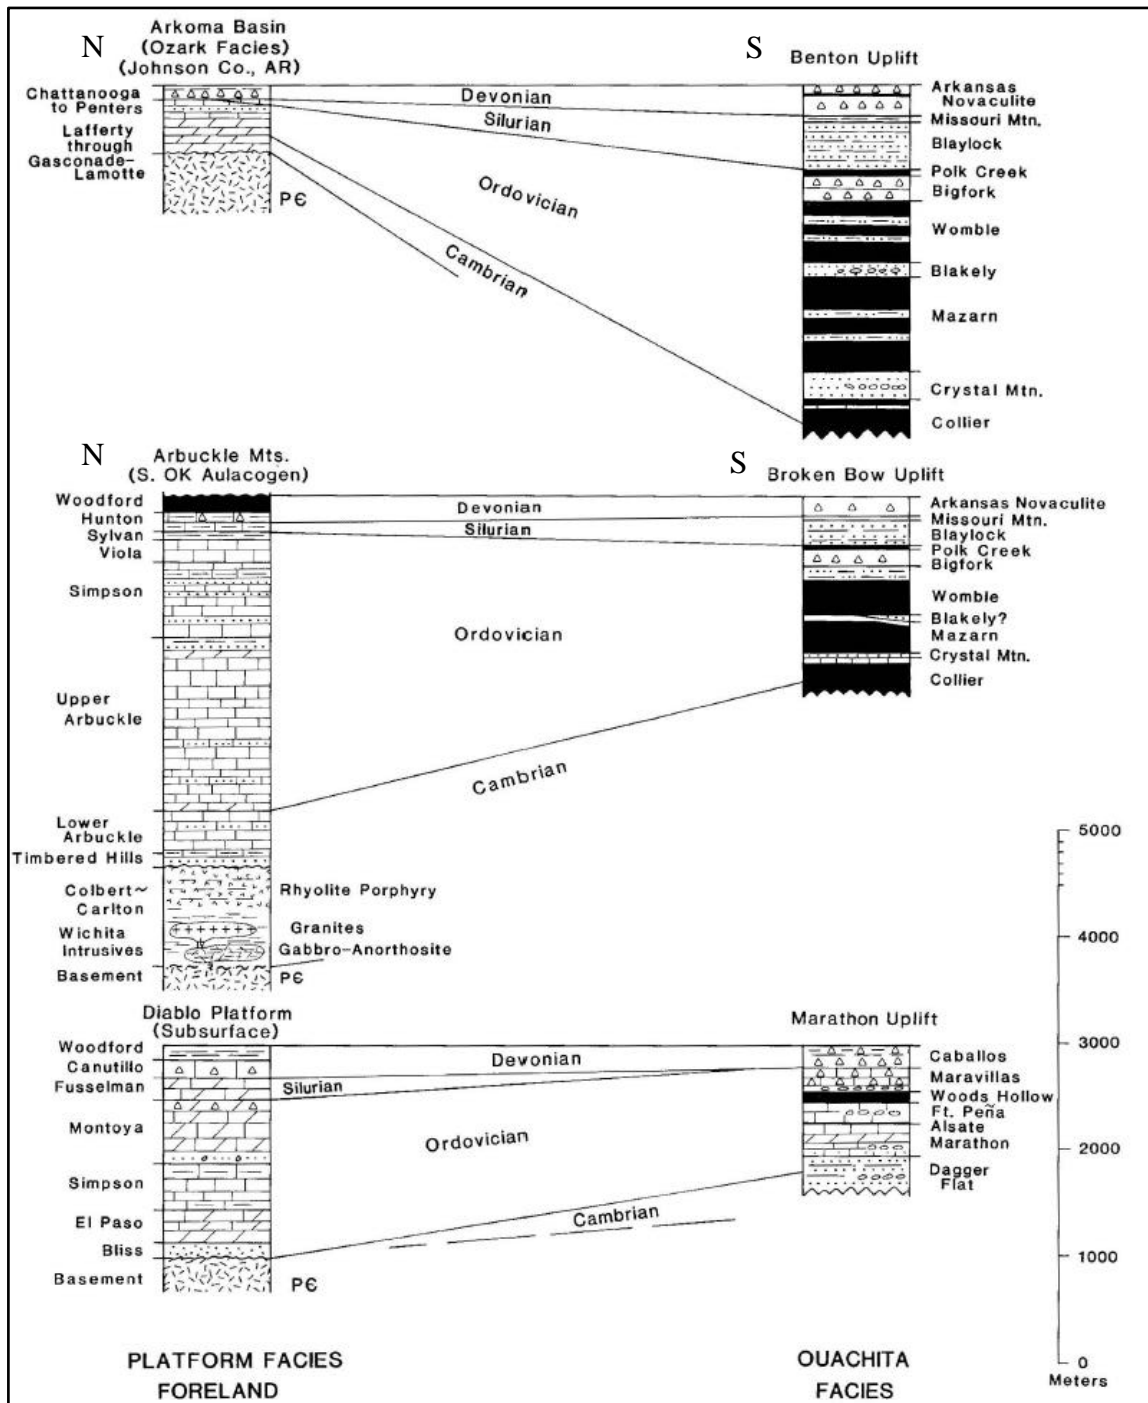 N
Arkoma Basin
(Ozark Facies)
(Johnson Co., AR)
S
Benton Uplift
Chattanooga
to Penters
Lafferty
through
Gasconade-
Lamotte
PЄ
Devonian
Silurian
Ordovician
Cambrian
Arkansas
Novaculite
Missouri Mtn.
Blaylock
Polk Creek
Bigfork
Womble
Blakely
Mazarn
Crystal Mtn.
Collier
N
Arbuckle Mts.
(S. OK Aulacogen)
S
Broken Bow Uplift
Woodford
Hunton
Sylvan
Viola
Simpson
Upper
Arbuckle
Lower
Arbuckle
Timbered Hills
Colbert~
Carlton
Wichita
Intrusives
Basement
Rhyolite Porphyry
Granites
Gabbro-Anorthosite
PЄ
Devonian
Silurian
Ordovician
Cambrian
Arkansas Novaculite
Missouri Mtn.
Blaylock
Polk Creek
Bigfork
Womble
Blakely?
Mazarn
Crystal Mtn.
Collier
Diablo Platform
(Subsurface)
Marathon Uplift
Woodford
Canutillo
Fusselman
Montoya
Simpson
El Paso
Bliss
Basement
PЄ
Devonian
Silurian
Ordovician
Cambrian
Caballos
Maravillas
Woods Hollow
Ft. Peña
Alsate
Marathon
Dagger
Flat
5000
4000
3000
2000
1000
0
Meters
PLATFORM FACIES
FORELAND
OUACHITA
FACIES